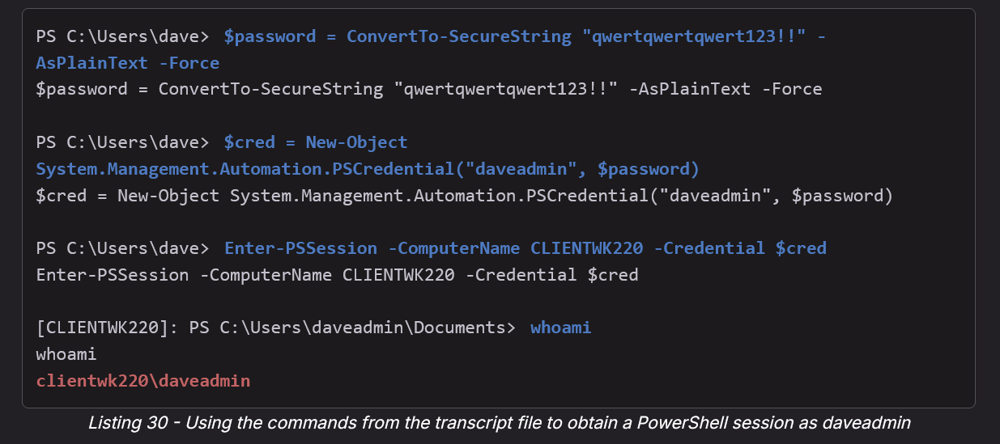 PS C:\Users\dave> $password = ConvertTo-SecureString "qwertqwertqwert123!!" -
AsPlainText -Force
$password = ConvertTo-SecureString "qwertqwertqwert123!!" -AsPlainText -Force
PS C:\Users\dave> $cred = New-Object
System.Management.Automation.PSCredential("daveadmin", $password)
$cred = New-Object System.Management.Automation.PSCredential("daveadmin", $password)
PS C:\Users\dave> Enter-PSSession -ComputerName CLIENTWK220 -Credential $cred
Enter-PSSession -ComputerName CLIENTWK220 -Credential $cred
[CLIENTWK220]: PS C:\Users\daveadmin\Documents> whoami
whoami
clientwk220\daveadmin
Listing 30 - Using the commands from the transcript file to obtain a PowerShell session as daveadmin